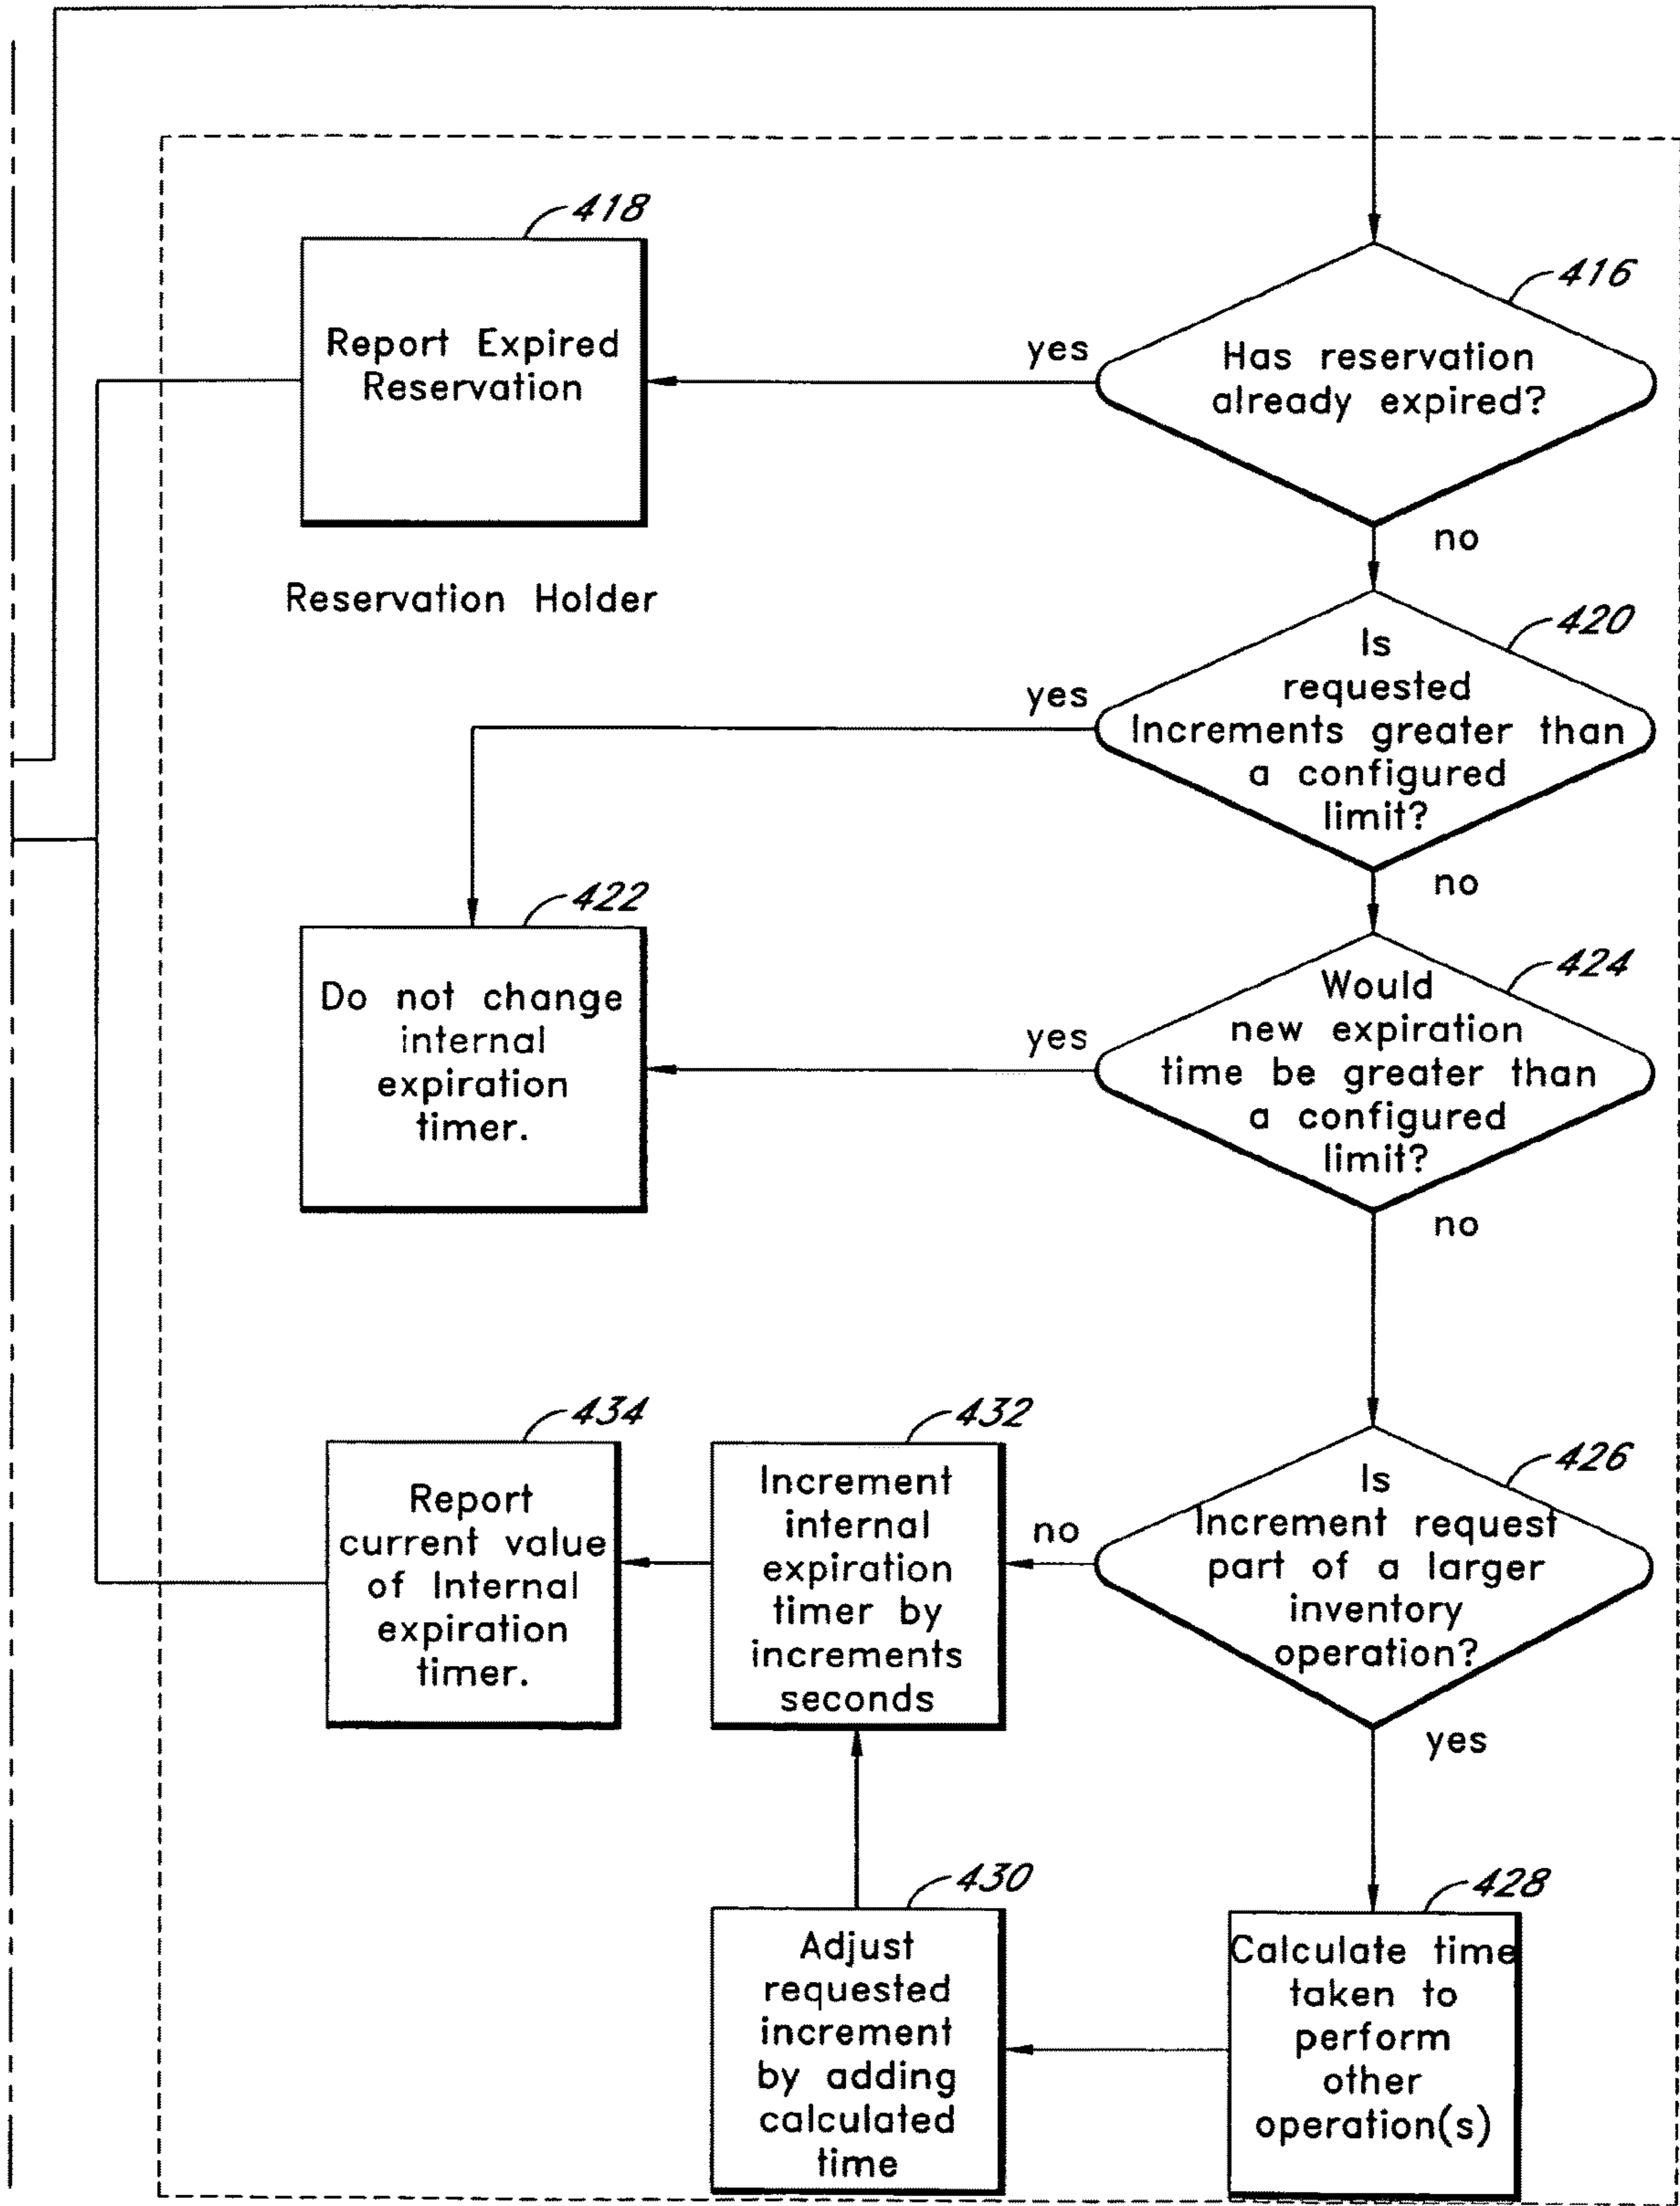 418
Report Expired
Reservation
416
yes
Has reservation
already expired?
no
Reservation Holder
420
yes
Is
requested
Increments greater than
a configured
limit?
no
422
Do not change
internal
expiration
timer.
424
yes
Would
new expiration
time be greater than
a configured
limit?
no
434
Report
current value
of Internal
expiration
timer.
432
Increment
internal
expiration
timer by
increments
seconds
no
426
Is
Increment request
part of a larger
inventory
operation?
yes
430
Adjust
requested
increment
by adding
calculated
time
428
Calculate time
taken to
perform
other
operation(s)